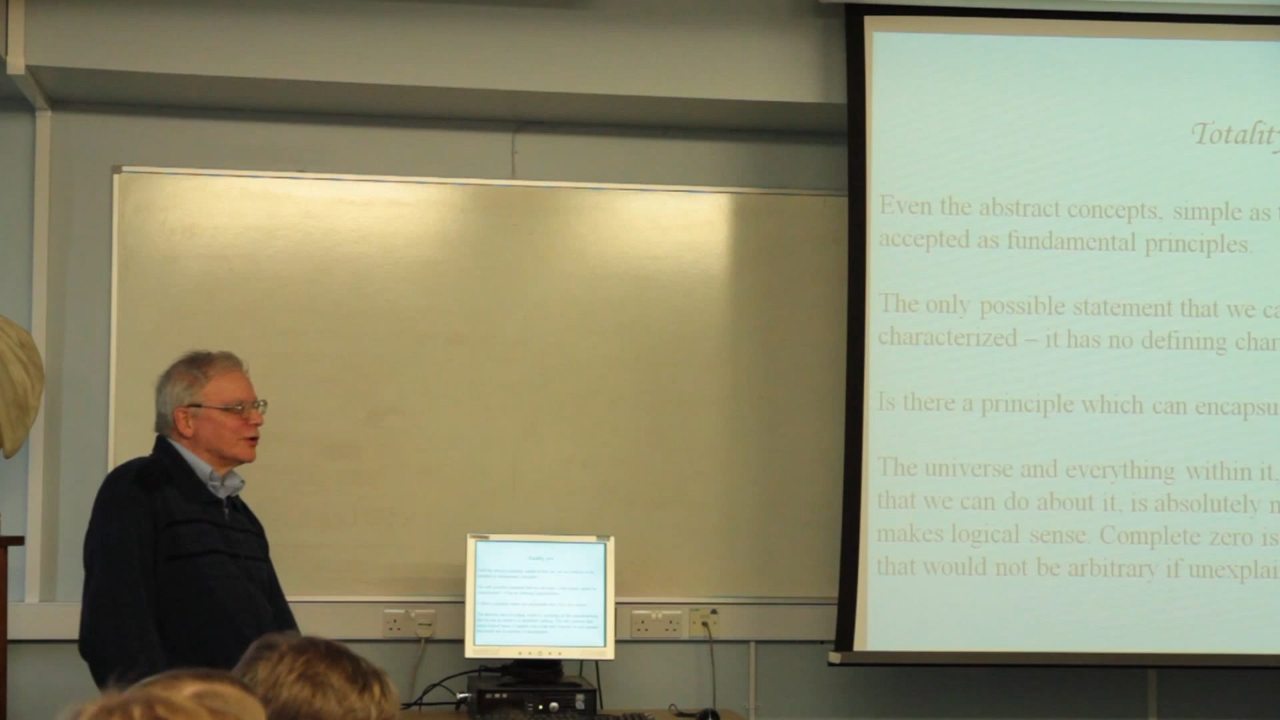 Totality
Even the abstract concepts, simple as
accepted as fundamental principles.
The only possible statement that we ca
characterized – it has no defining char
Is there a principle which can encapsu
The universe and everything within it,
that we can do about it, is absolutely n
makes logical sense. Complete zero is
that would not be arbitrary if unexplai